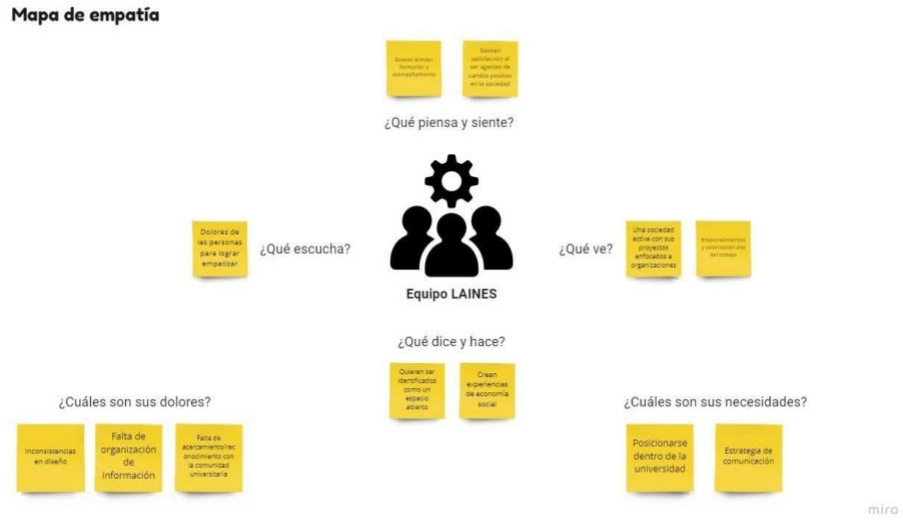 Mapa de empatía
Desean brindar
formación y
acompañamiento
Sienten
satisfacción al
ser agentes de
cambio positivo
en la sociedad
¿Qué piensa y siente?
Dolores de
las personas
para lograr
empatizar
¿Qué escucha?
¿Qué ve?
Una sociedad
activa con sus
proyectos
enfocados a
organizaciones
Emprendimientos
y valorización
del trabajo
Equipo LAINES
¿Qué dice y hace?
Quieren ser
identificados
como un
espacio
abierto
Crean
experiencias
de economía
social
¿Cuáles son sus dolores?
Inconsistencias
en diseño
Falta de
organización
de
información
Falta de
acercamiento/rec
onocimiento con
la comunidad
universitaria
¿Cuáles son sus necesidades?
Posicionarse
dentro de la
universidad
Estrategia de
comunicación
miro